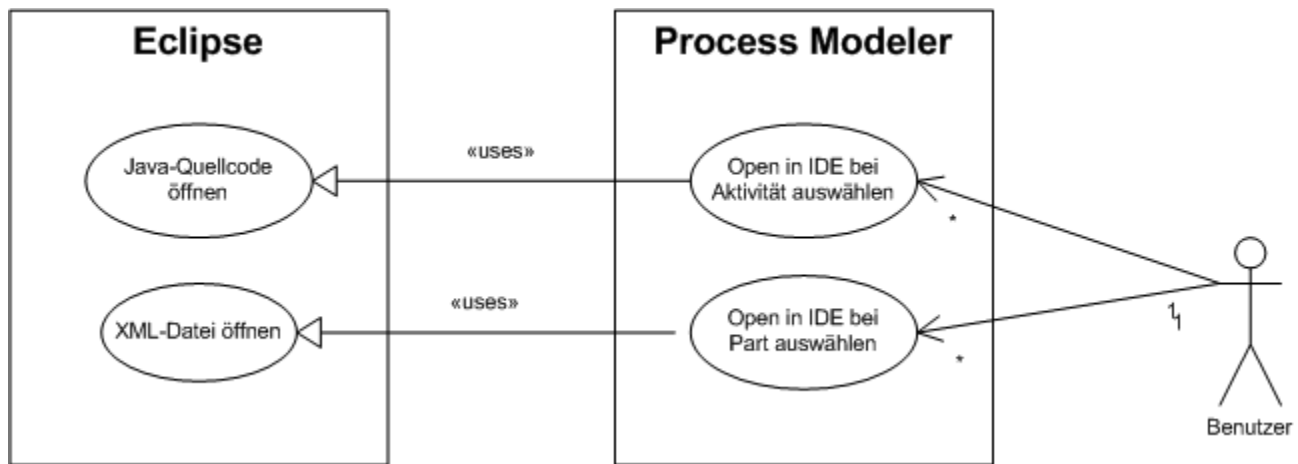 Eclipse
Process Modeler
Java-Quellcode
öffnen
«uses»
Open in IDE bei
Aktivität auswählen
*
XML-Datei öffnen
«uses»
Open in IDE bei
Part auswählen
*
1
1
Benutzer